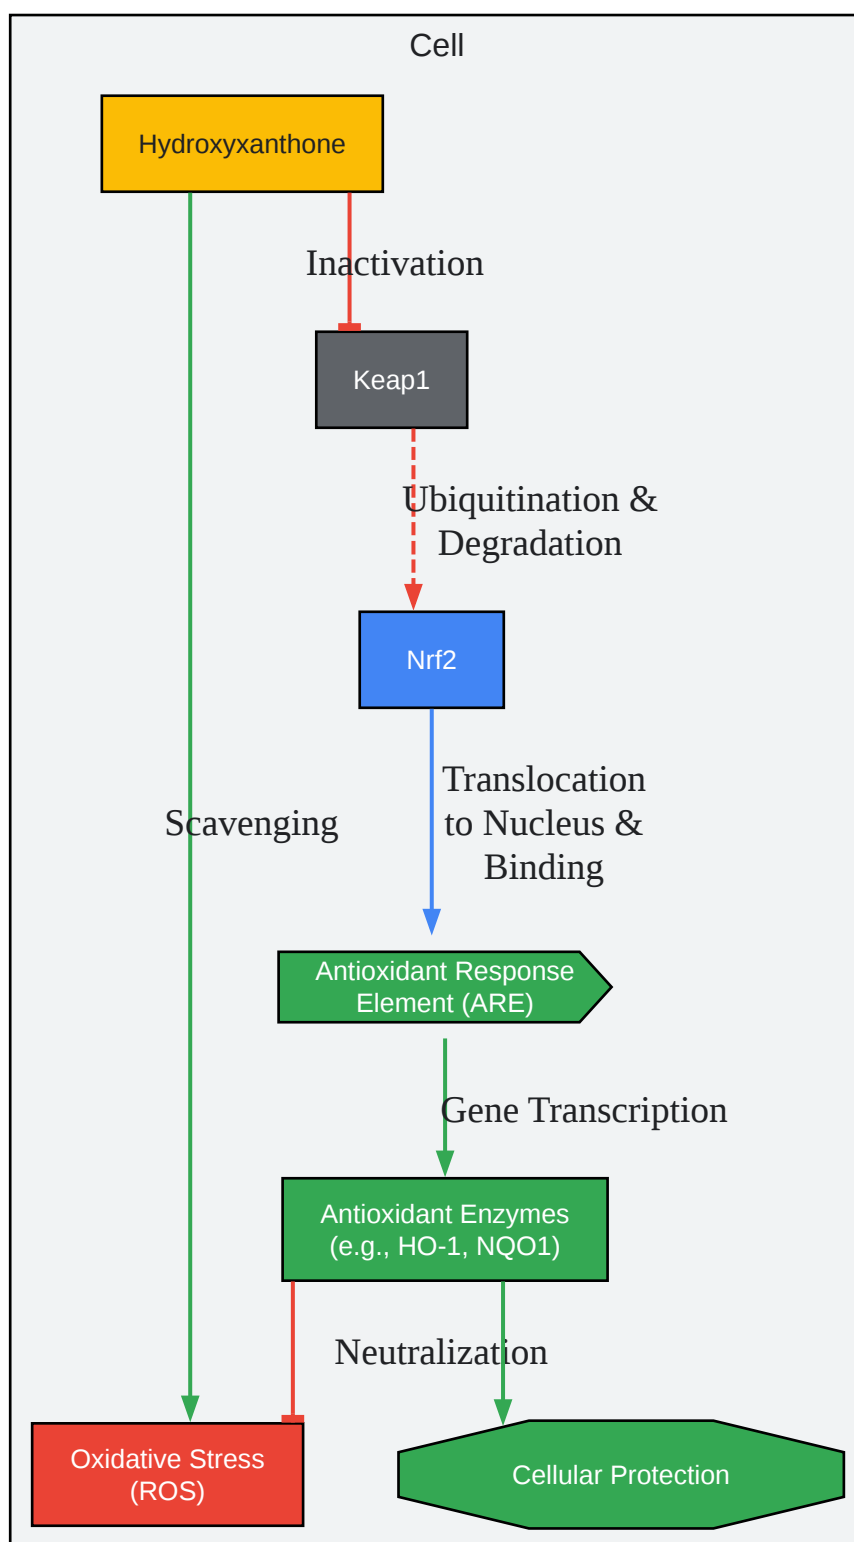 Cell
Hydroxyxanthone
Inactivation
Keap1
Ubiquitination &
Degradation
Nrf2
Translocation
to Nucleus &
Binding
Scavenging
Antioxidant Response
Element (ARE)
Gene Transcription
Antioxidant Enzymes
(e.g., HO-1, NQO1)
Neutralization
Oxidative Stress
(ROS)
Cellular Protection